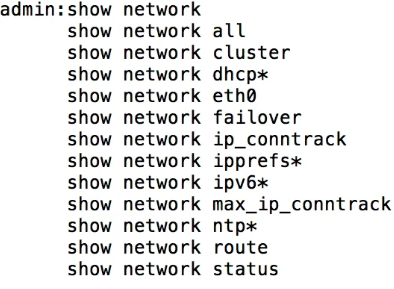 admin:show network
show network all
show network cluster
show network dhcp*
show network eth0
show network failover
show network ip_conntrack
show network ipprefs*
show network ipv6*
show network max_ip_conntrack
show network ntp*
show network route
show network status